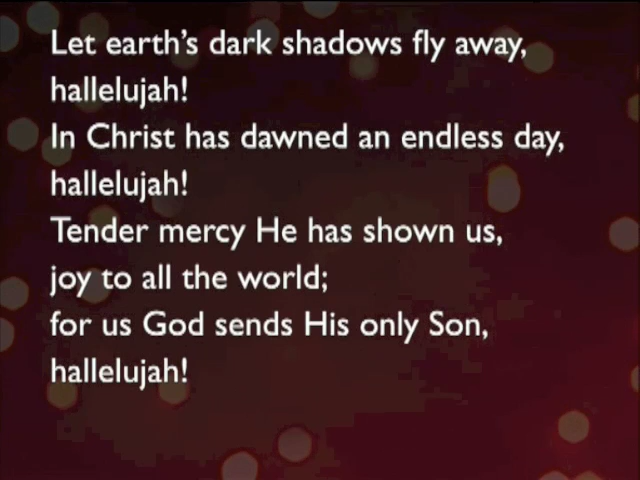 Let earth’s dark shadows fly away,
hallelujah!
In Christ has dawned an endless day,
hallelujah!
Tender mercy He has shown us,
joy to all the world;
for us God sends His only Son,
hallelujah!